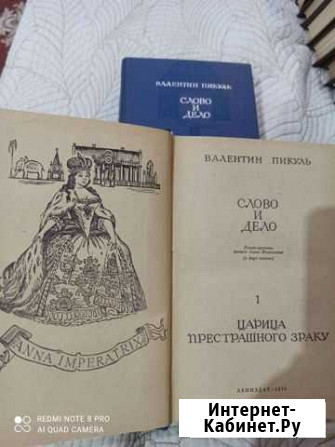 ВАЛЕНТИН ПИКУЛЬ
СЛОВО
И
ДЕЛО
ВАЛЕНТИН ПИКУЛЬ
СЛОВО
И
ДЕЛО
1
ЦАРИЦА
ПРЕСТРАШНОГО ЗРАКУ
ANNA IMPERATRIX
REDMI NOTE 8 PRO
AI QUAD CAMERA
Интернет-
Кабинет.RU